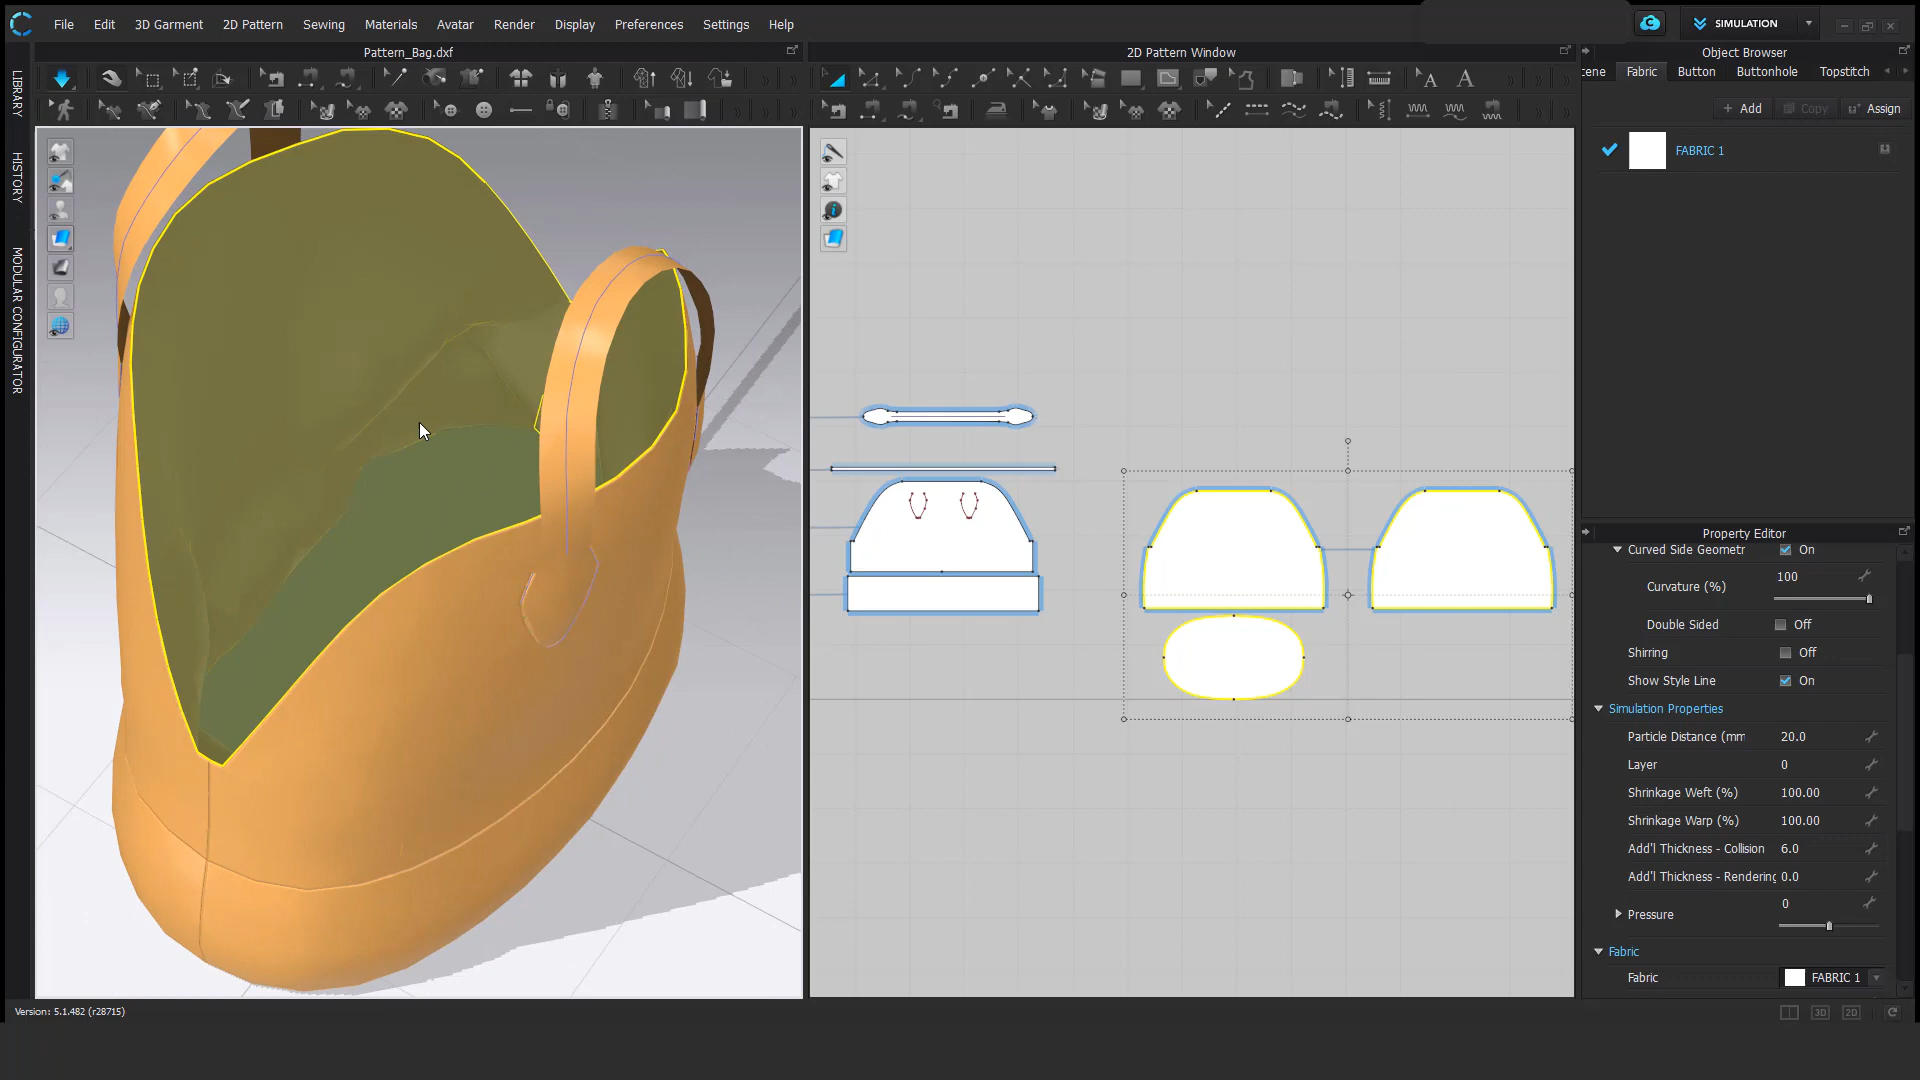 File Edit 3D Garment 2D Pattern Sewing Materials Avatar Render Display Preferences Settings Help
SIMULATION
Pattern_Bag.dxf
2D Pattern Window
Object Browser
cene Fabric Button Buttonhole Topstitch
+ Add Copy Assign
FABRIC 1
LIBRARY
HISTORY
MODULAR CONFIGURATOR
Property Editor
Curved Side Geometr On
Curvature (%) 100
Double Sided Off
Shirring Off
Show Style Line On
Simulation Properties
Particle Distance (mm 20.0
Layer 0
Shrinkage Weft (%) 100.00
Shrinkage Warp (%) 100.00
Add'l Thickness - Collision 6.0
Add'l Thickness - Rendering 0.0
Pressure 0
Fabric
Fabric FABRIC 1
Version: 5.1.482 (r28715)
3D 2D